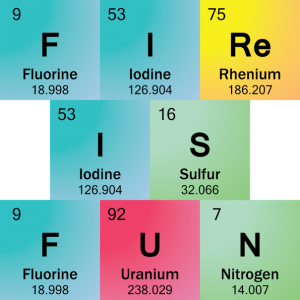 9 53 75
F I Re
Fluorine Iodine Rhenium
18.998 126.904 186.207
53 16
I S
Iodine Sulfur
126.904 32.066
9 92 7
F U N
Fluorine Uranium Nitrogen
18.998 238.029 14.007